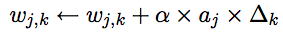 w_{j,k} ← w_{j,k} + α × a_j × Δ_k